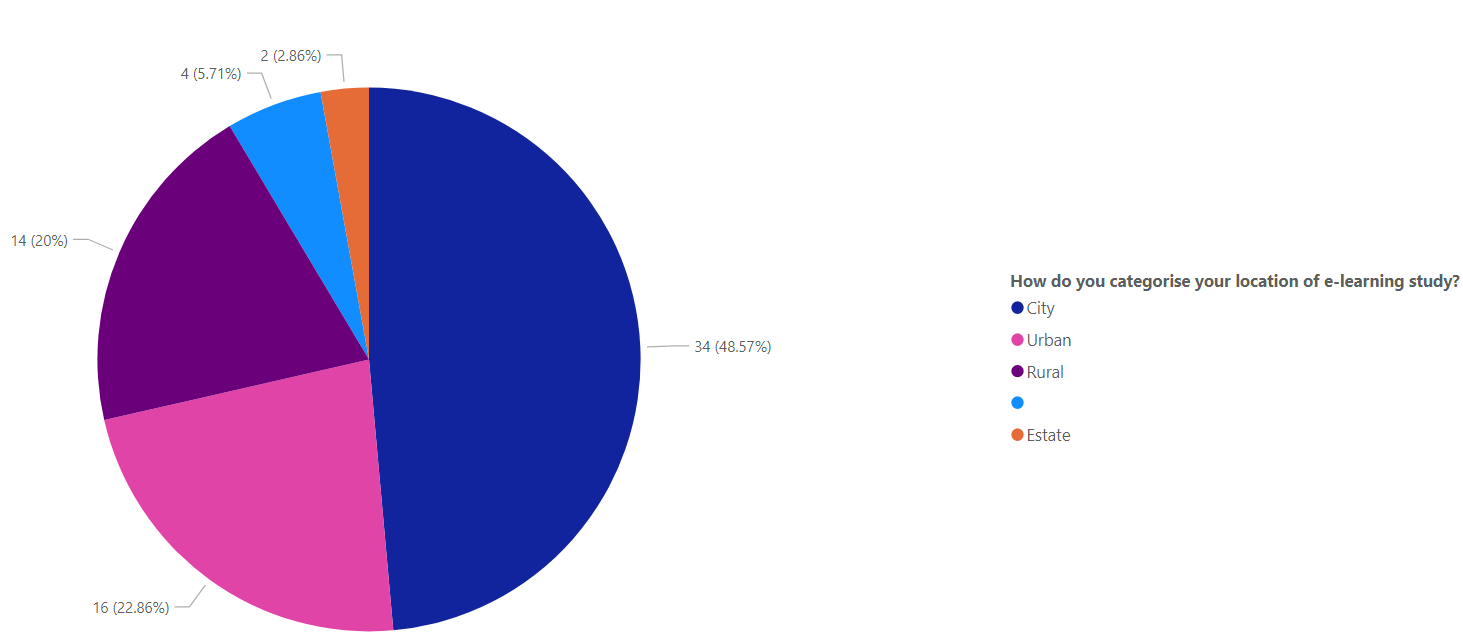 2 (2.86%)
4 (5.71%)
14 (20%)
34 (48.57%)
16 (22.86%)
How do you categorise your location of e-learning study?
City
Urban
Rural
Estate